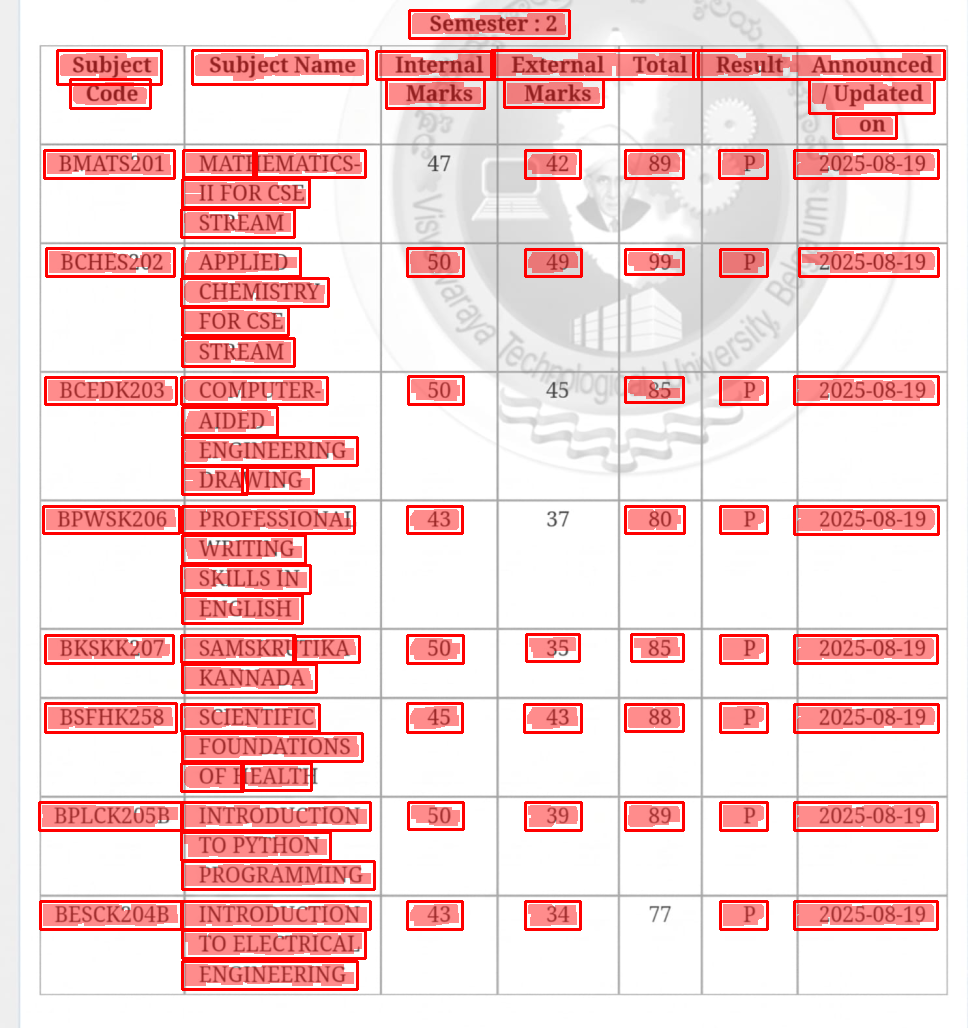 Semester : 2
Subject Subject Name Internal External Total Result Announced
Code Marks Marks / Updated
on
BMATS201 MATHEMATICS- 47 42 89 P 2025-08-19
II FOR CSE
STREAM
BCHES202 APPLIED 50 49 99 P 2025-08-19
CHEMISTRY
FOR CSE
STREAM
BCEDK203 COMPUTER- 50 45 85 P 2025-08-19
AIDED
ENGINEERING
DRAWING
BPWSK206 PROFESSIONAL 43 37 80 P 2025-08-19
WRITING
SKILLS IN
ENGLISH
BKSKK207 SAMSKRUTIKA 50 35 85 P 2025-08-19
KANNADA
BSFHK258 SCIENTIFIC 45 43 88 P 2025-08-19
FOUNDATIONS
OF HEALTH
BPLCK205B INTRODUCTION 50 39 89 P 2025-08-19
TO PYTHON
PROGRAMMING
BESCK204B INTRODUCTION 43 34 77 P 2025-08-19
TO ELECTRICAL
ENGINEERING
Technological University, Belgaum